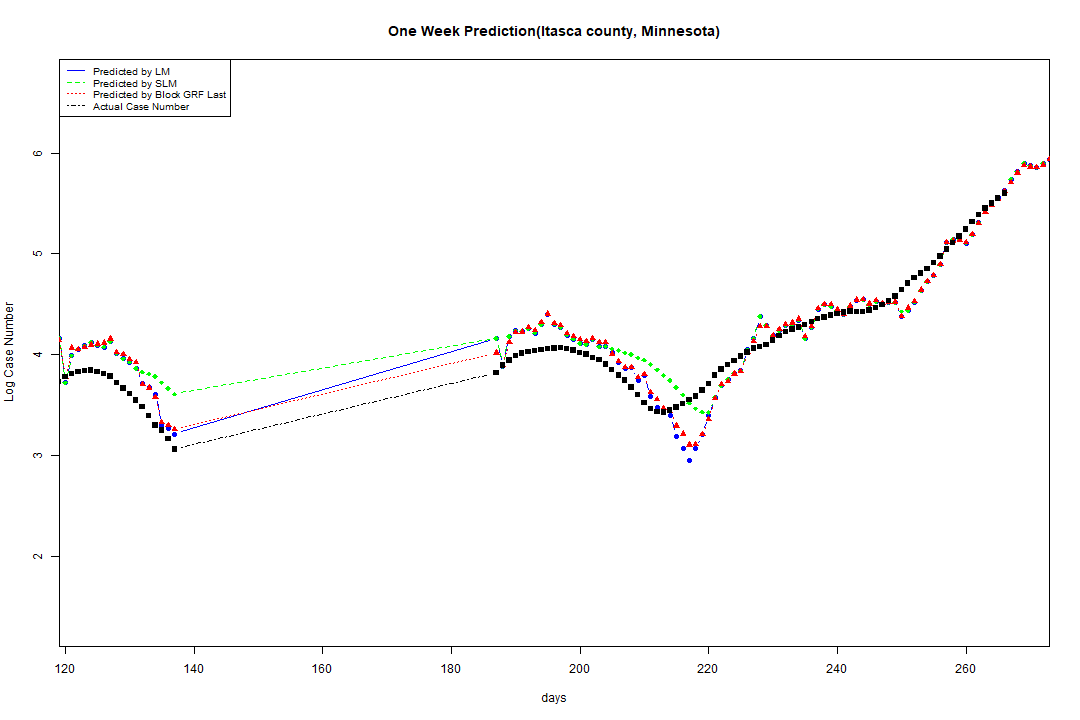 One Week Prediction(Itasca county, Minnesota)
Predicted by LM
Predicted by SLM
Predicted by Block GRF Last
Actual Case Number
Log Case Number
6
5
4
3
2
120 140 160 180 200 220 240 260
days